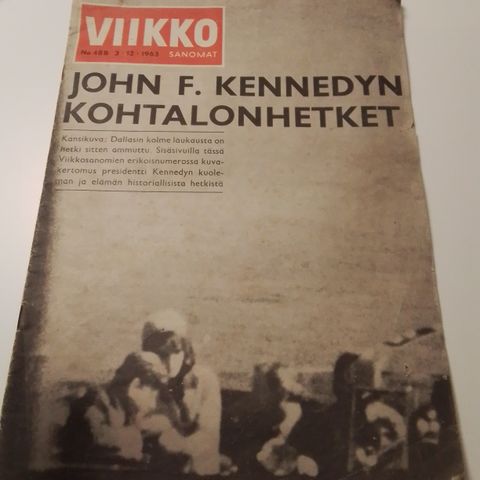 VIIKKO
No 48B 3 · 12 · 1963 SANOMAT
JOHN F. KENNEDYN
KOHTALONHETKET
Kansikuva: Dallasin kolme laukausta on
hetki sitten ammuttu. Sisäsivuilla tässä
Viikkosanomien erikoisnumerossa kuva-
kertomus presidentti Kennedyn kuole-
man ja elämän historiallisista hetkistä